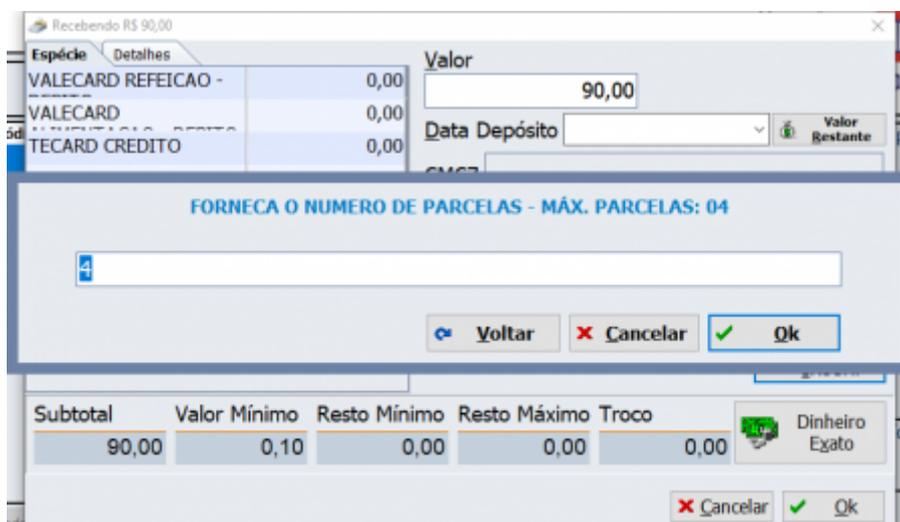 Recebendo R$ 90,00
Espécie Detalhes
VALECARD REFEICAO - 0,00
VALECARD 0,00
TECARD CREDITO 0,00
Valor
90,00
Data Depósito
Valor Restante
FORNECA O NUMERO DE PARCELAS - MÁX. PARCELAS: 04
4
Voltar Cancelar Ok
Subtotal Valor Mínimo Resto Mínimo Resto Máximo Troco
90,00 0,10 0,00 0,00 0,00
Dinheiro
Exato
Cancelar Ok